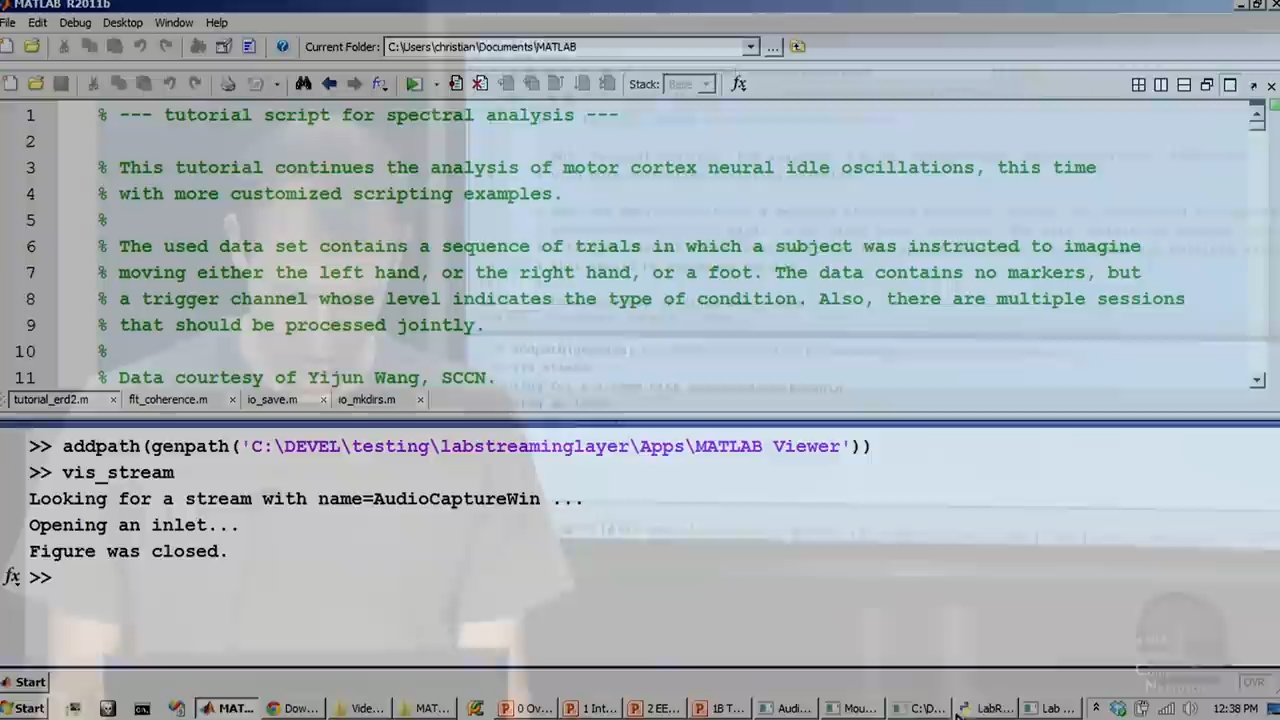 MATLAB R2011b
File Edit Debug Desktop Window Help
Current Folder: C:\Users\christian\Documents\MATLAB
Stack: Base
1 % --- tutorial script for spectral analysis ---
2
3 % This tutorial continues the analysis of motor cortex neural idle oscillations, this time
4 % with more customized scripting examples.
5 %
6 % The used data set contains a sequence of trials in which a subject was instructed to imagine
7 % moving either the left hand, or the right hand, or a foot. The data contains no markers, but
8 % a trigger channel whose level indicates the type of condition. Also, there are multiple sessions
9 % that should be processed jointly.
10 %
11 % Data courtesy of Yijun Wang, SCCN.
tutorial_erd2.m × flt_coherence.m × io_save.m × io_mkdirs.m ×
>> addpath(genpath('C:\DEVEL\testing\labstreaminglayer\Apps\MATLAB Viewer'))
>> vis_stream
Looking for a stream with name=AudioCaptureWin ...
Opening an inlet...
Figure was closed.
fx >>
Start
OVR
Start MAT... Dow... Vide... MAT... 0 Ov... 1 Int... 2 EE... 1B T... Audi... Mou... C:\D... LabR... Lab ... 12:38 PM